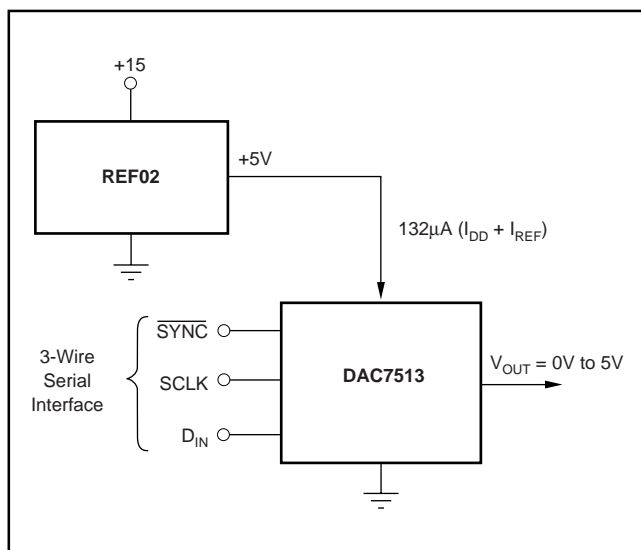 +15
REF02
+5V
132μA (I_DD + I_REF)
3-Wire
Serial
Interface
SYNC
SCLK
D_IN
DAC7513
V_OUT = 0V to 5V